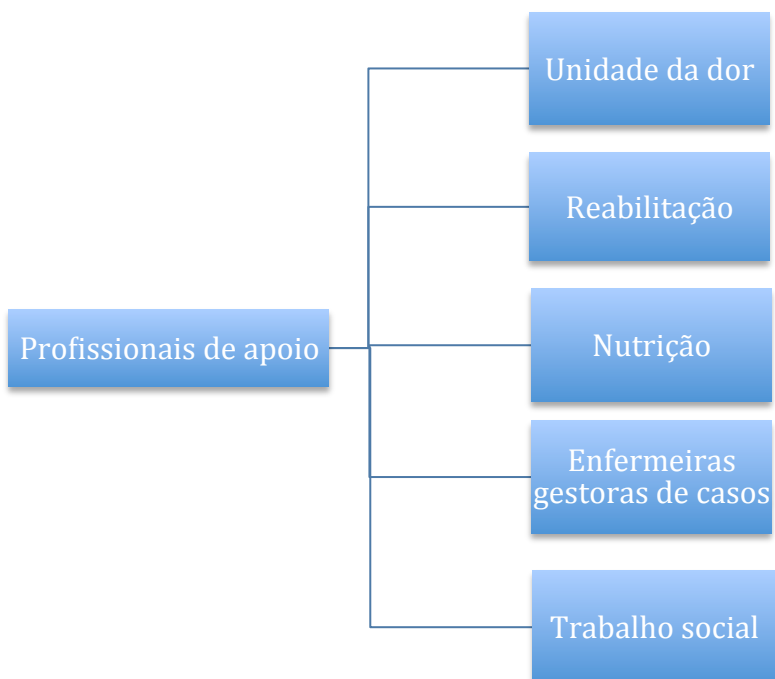 Unidade da dor
Reabilitação
Profissionais de apoio
Nutrição
Enfermeiras
gestoras de casos
Trabalho social